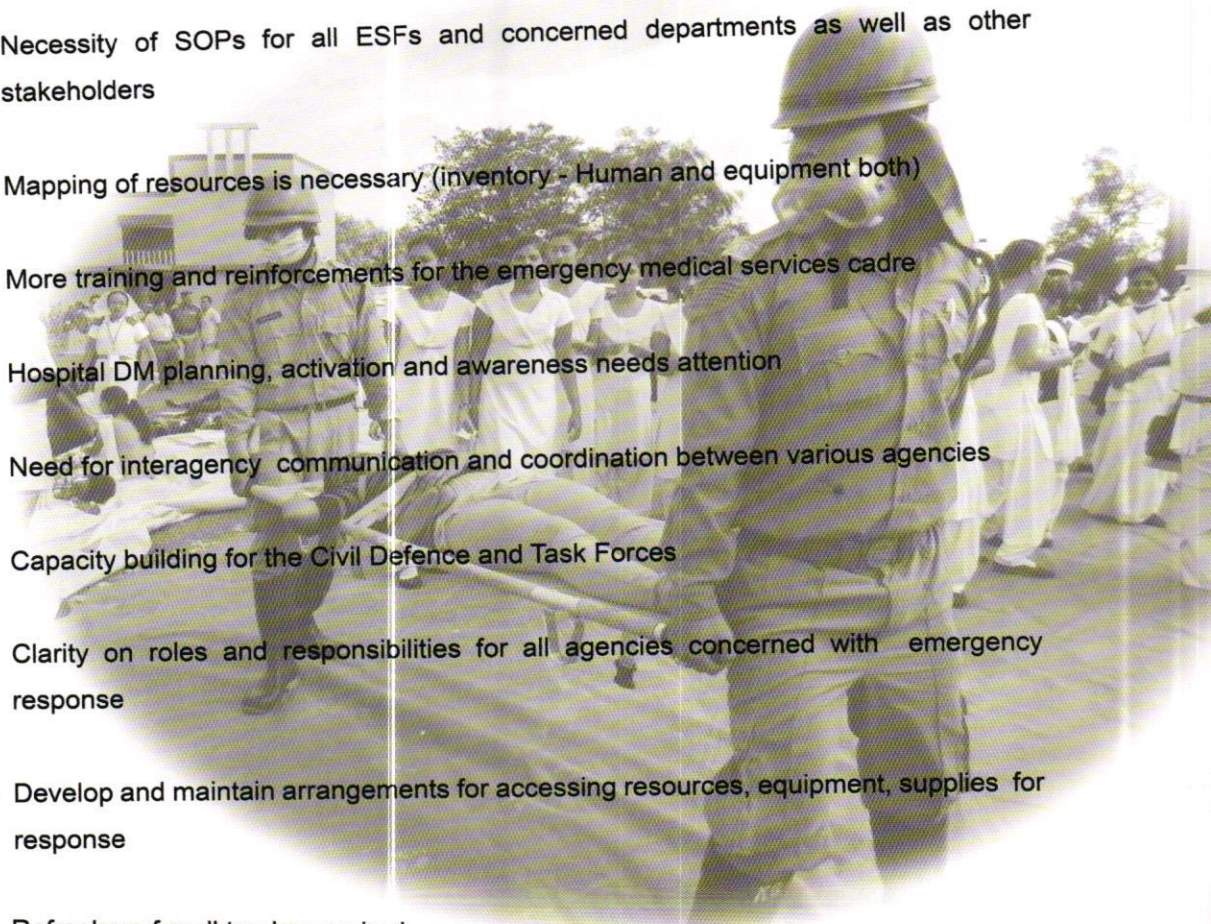 Necessity of SOPs for all ESFs and concerned departments as well as other
stakeholders
Mapping of resources is necessary (inventory - Human and equipment both)
More training and reinforcements for the emergency medical services cadre
Hospital DM planning, activation and awareness needs attention
Need for interagency communication and coordination between various agencies
Capacity building for the Civil Defence and Task Forces
Clarity on roles and responsibilities for all agencies concerned with emergency
response
Develop and maintain arrangements for accessing resources, equipment, supplies for
response